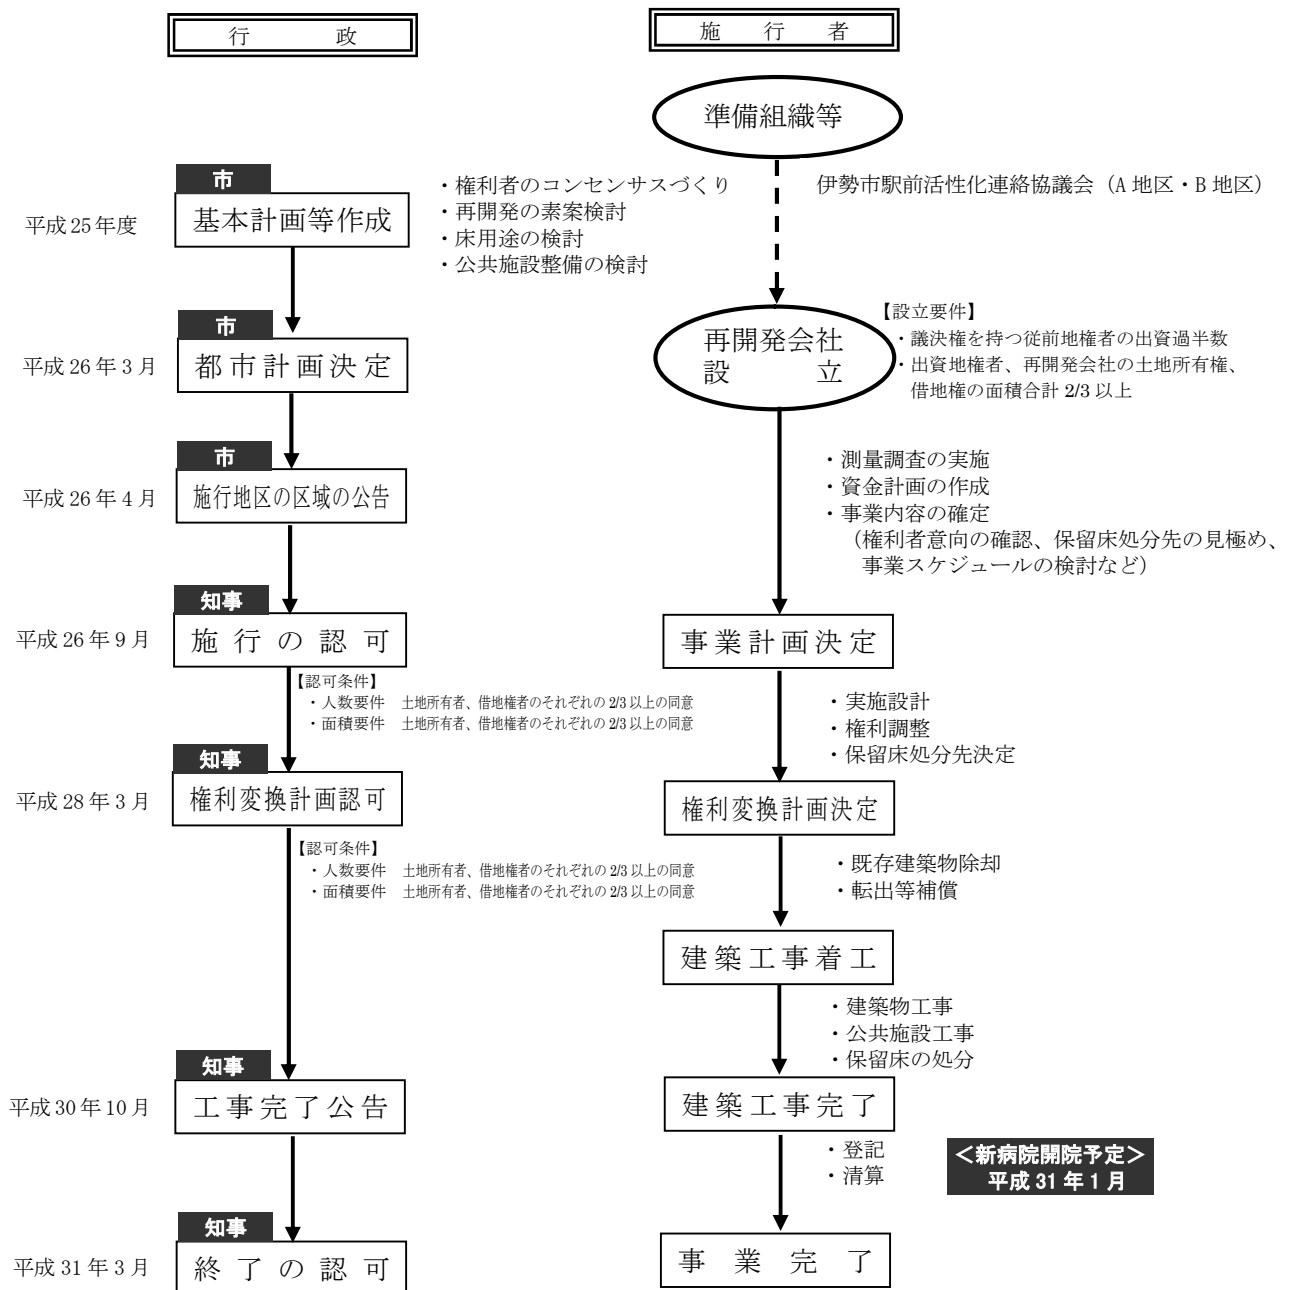 行政
施行者
準備組織等
市
基本計画等作成
平成25年度
・権利者のコンセンサスづくり
・再開発の素案検討
・床用途の検討
・公共施設整備の検討
伊勢市駅前活性化連絡協議会（A地区・B地区）
市
都市計画決定
平成26年3月
再開発会社
設立
【設立要件】
・議決権を持つ従前地権者の出資過半数
・出資地権者、再開発会社の土地所有権、
借地権の面積合計2/3以上
市
施行地区の区域の公告
平成26年4月
・測量調査の実施
・資金計画の作成
・事業内容の確定
（権利者意向の確認、保留床処分先の見極め、
事業スケジュールの検討など）
知事
施行の認可
平成26年9月
事業計画決定
【認可条件】
・人数要件　土地所有者、借地権者のそれぞれの2/3以上の同意
・面積要件　土地所有者、借地権者のそれぞれの2/3以上の同意
・実施設計
・権利調整
・保留床処分先決定
知事
権利変換計画認可
平成28年3月
権利変換計画決定
【認可条件】
・人数要件　土地所有者、借地権者のそれぞれの2/3以上の同意
・面積要件　土地所有者、借地権者のそれぞれの2/3以上の同意
・既存建築物除却
・転出等補償
建築工事着工
・建築物工事
・公共施設工事
・保留床の処分
知事
工事完了公告
平成30年10月
建築工事完了
・登記
・清算
＜新病院開院予定＞
平成31年1月
知事
終了の認可
平成31年3月
事業完了